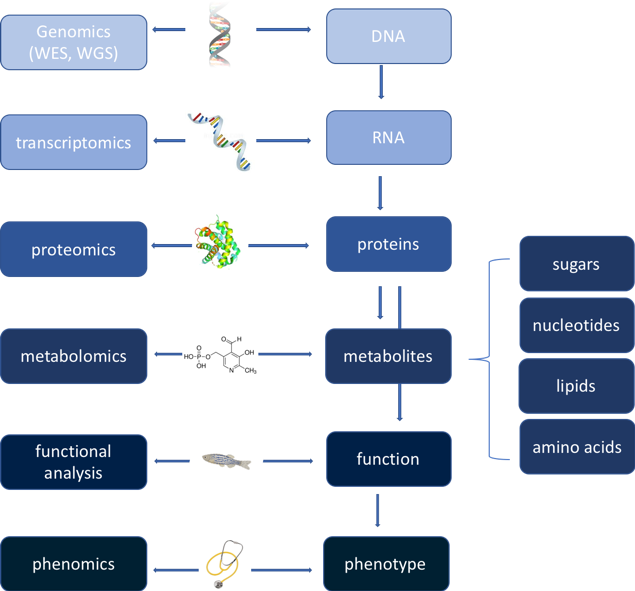 Genomics
(WES, WGS)
DNA
transcriptomics
RNA
proteomics
proteins
sugars
nucleotides
metabolomics
O
HO-P-O
OH
O
H
OH
N
CH₃
metabolites
lipids
amino acids
functional
analysis
function
phenomics
phenotype